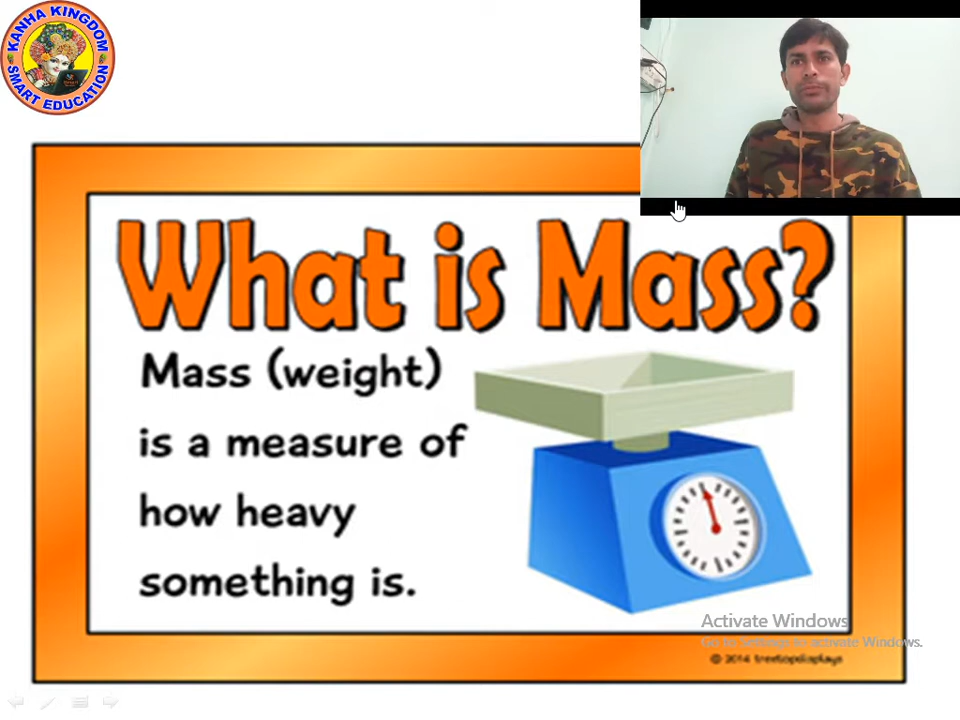 KANHA KINGDOM
SMART EDUCATION
What is Mass?
Mass (weight)
is a measure of
how heavy
something is.
Activate Windows
Go to Settings to activate Windows.
© 2014 treetopdisplays